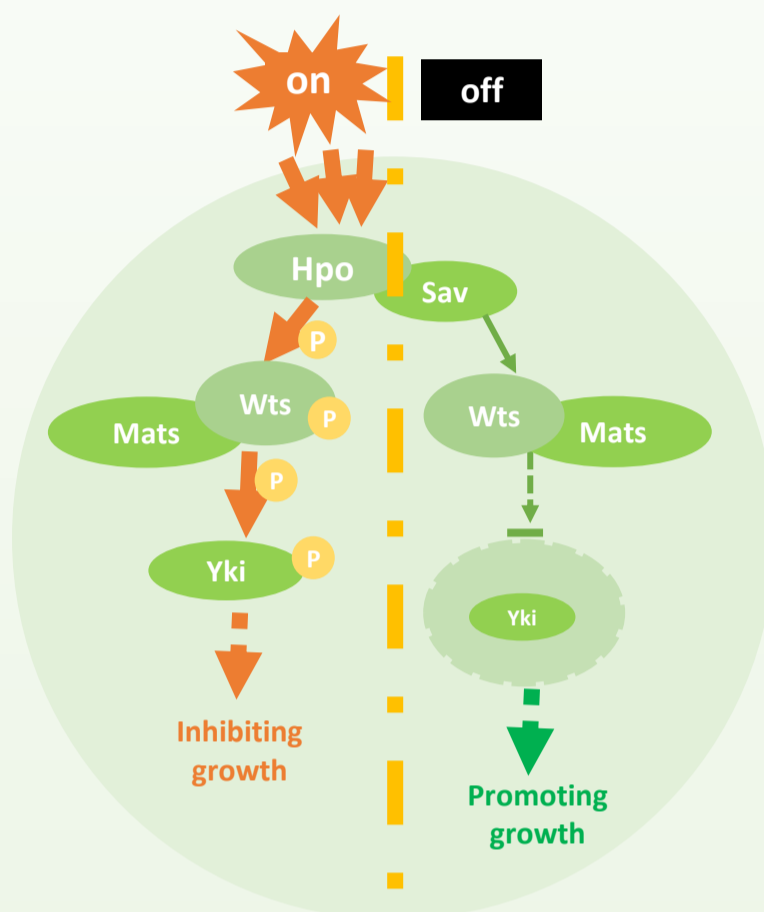 on
off
Hpo
Sav
P
Wts
P
Mats
Wts
Mats
P
Yki
P
Yki
Inhibiting
growth
Promoting
growth